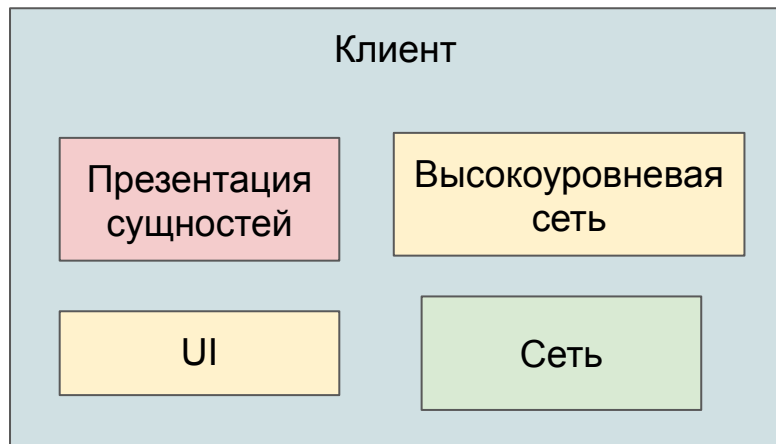 Клиент
Презентация
сущностей
Высокоуровневая
сеть
UI
Сеть